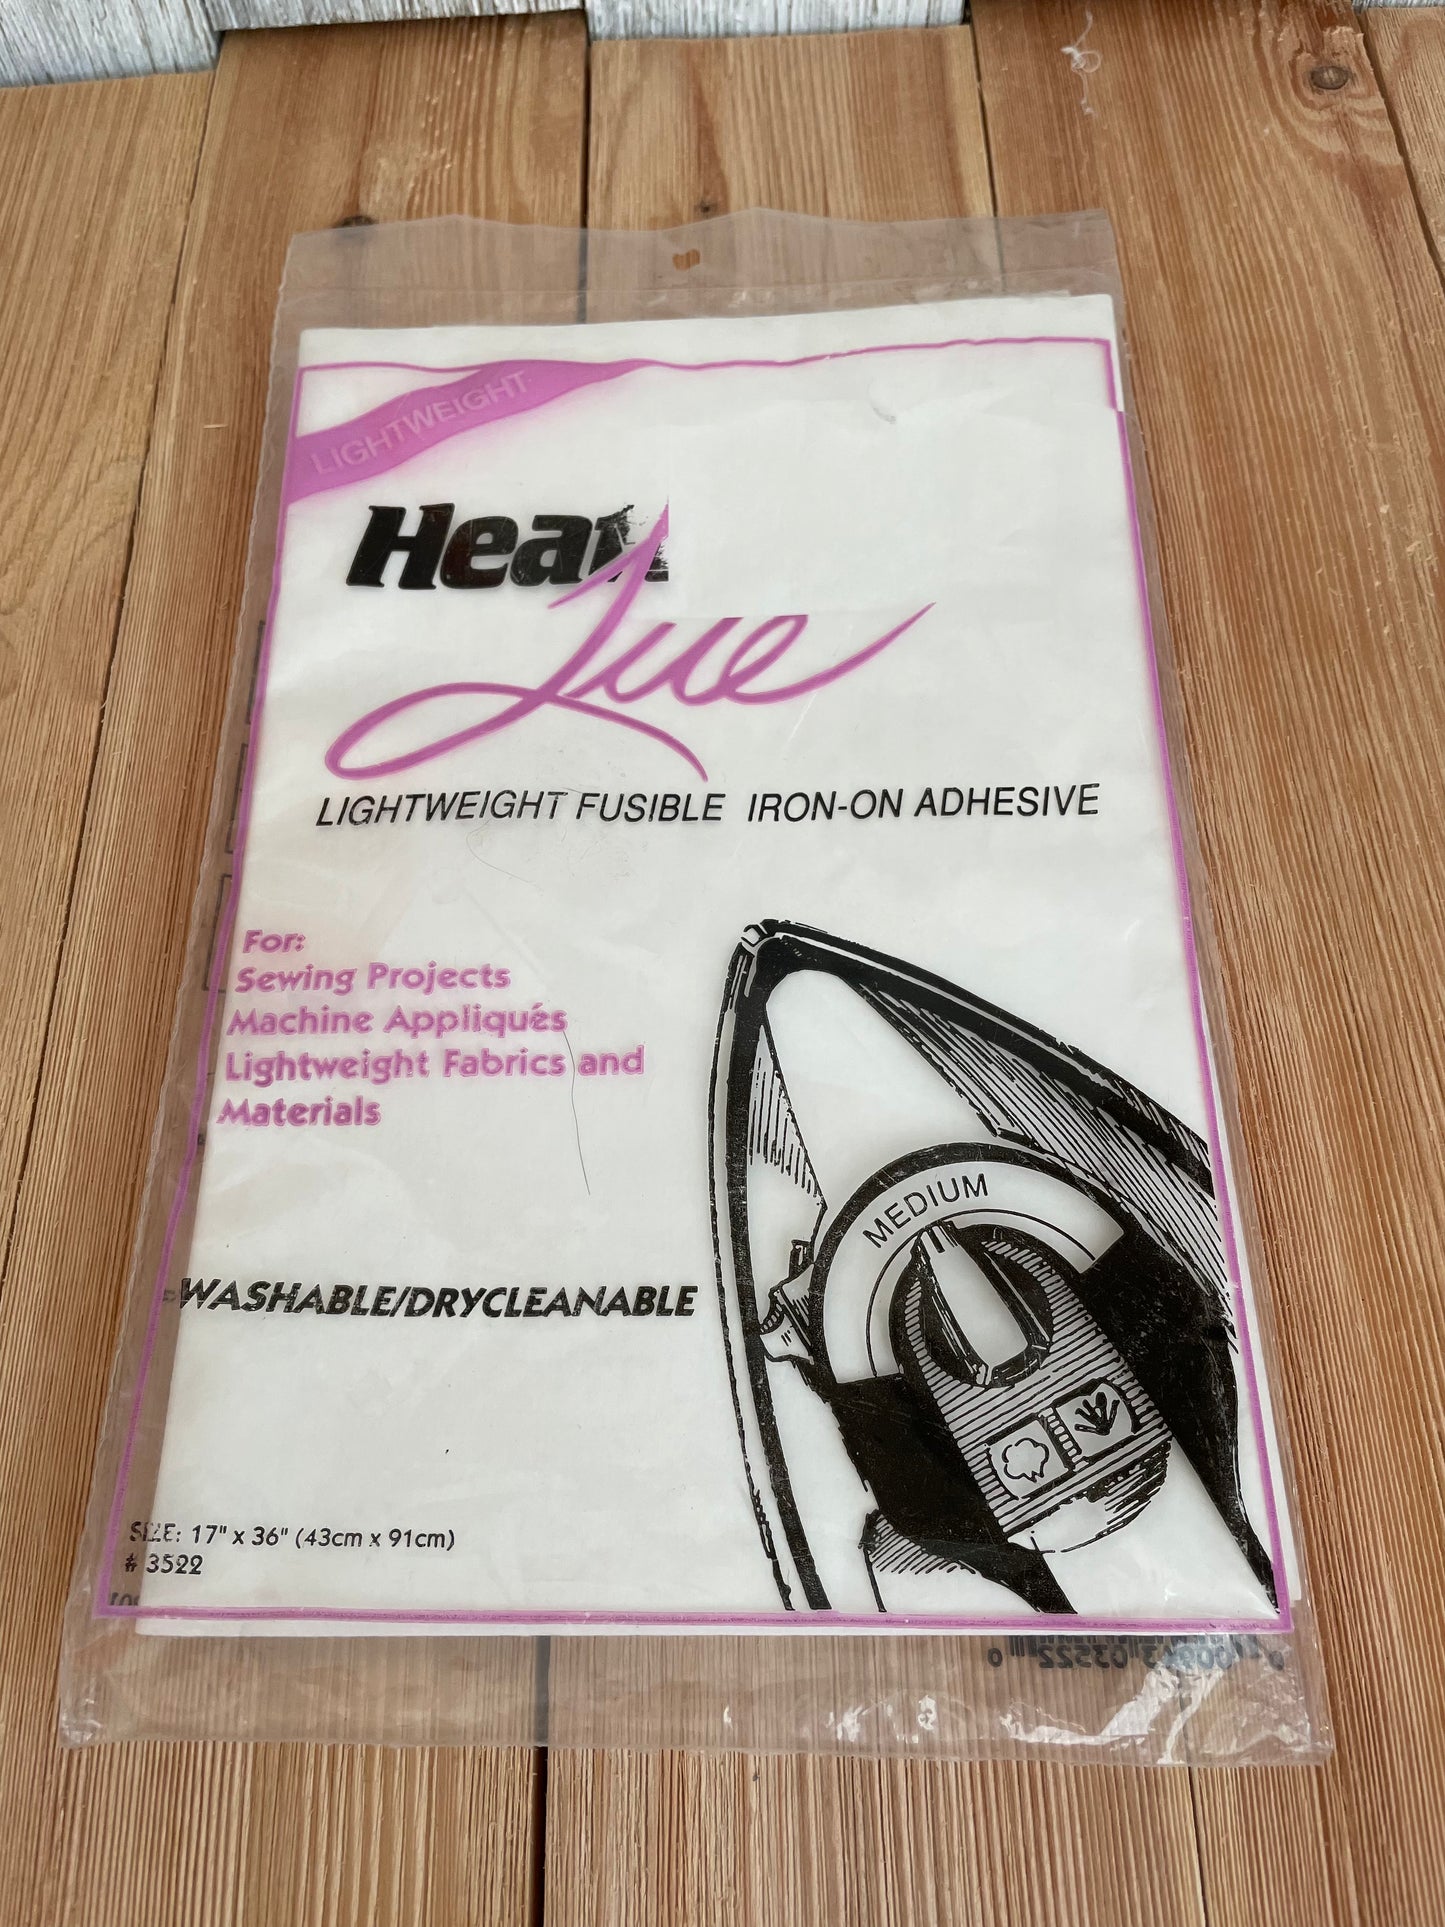 LIGHTWEIGHT
Heat
Lue
LIGHTWEIGHT FUSIBLE IRON-ON ADHESIVE
For:
Sewing Projects
Machine Appliqués
Lightweight Fabrics and
Materials
MEDIUM
WASHABLE/DRYCLEANABLE
SIZE: 17" x 36" (43cm x 91cm)
# 3522